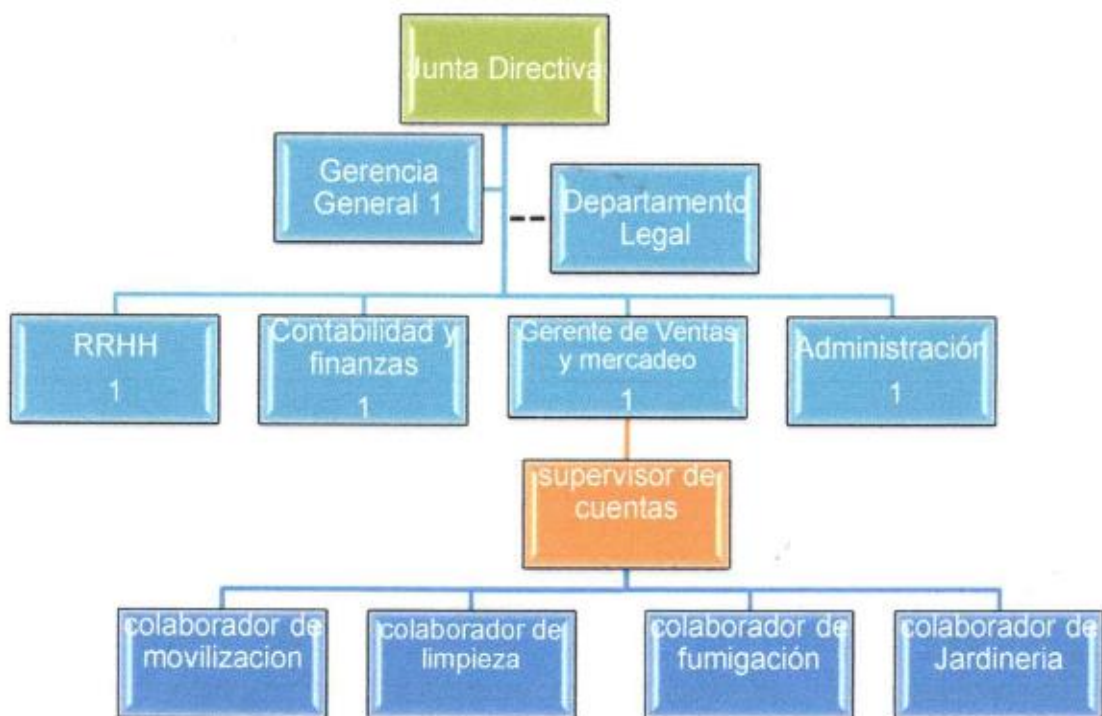 Junta Directiva
Gerencia
General 1
Departamento
Legal
RRHH
1
Contabilidad y
finanzas
1
Gerente de Ventas
y mercadeo
1
Administración
1
supervisor de
cuentas
colaborador de
movilizacion
colaborador de
limpieza
colaborador de
fumigación
colaborador de
Jardineria